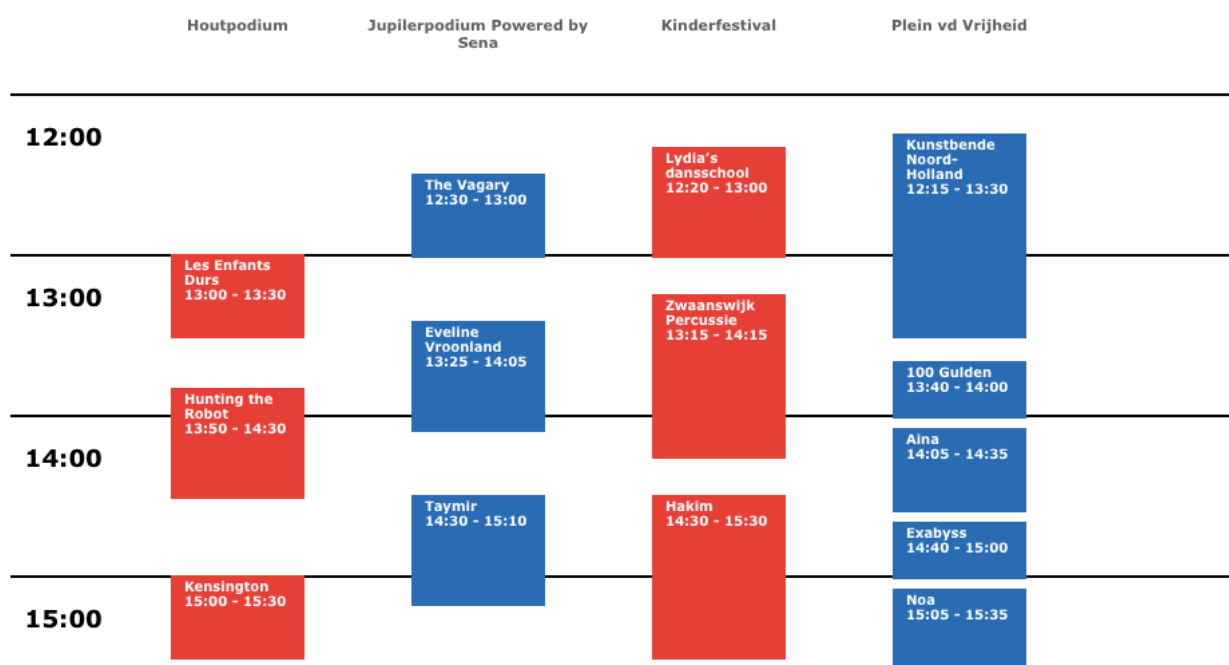 Houtpodium
Jupilerpodium Powered by
Sena
Kinderfestival
Plein vd Vrijheid
12:00
Kunstbende
Noord-
Holland
12:15 - 13:30
Lydia’s
dansschool
12:20 - 13:00
The Vagary
12:30 - 13:00
13:00
Les Enfants
Durs
13:00 - 13:30
Zwaanswijk
Percussie
13:15 - 14:15
Eveline
Vroonland
13:25 - 14:05
100 Gulden
13:40 - 14:00
Hunting the
Robot
13:50 - 14:30
14:00
Aina
14:05 - 14:35
Taymir
14:30 - 15:10
Hakim
14:30 - 15:30
Exabyss
14:40 - 15:00
15:00
Kensington
15:00 - 15:30
Noa
15:05 - 15:35